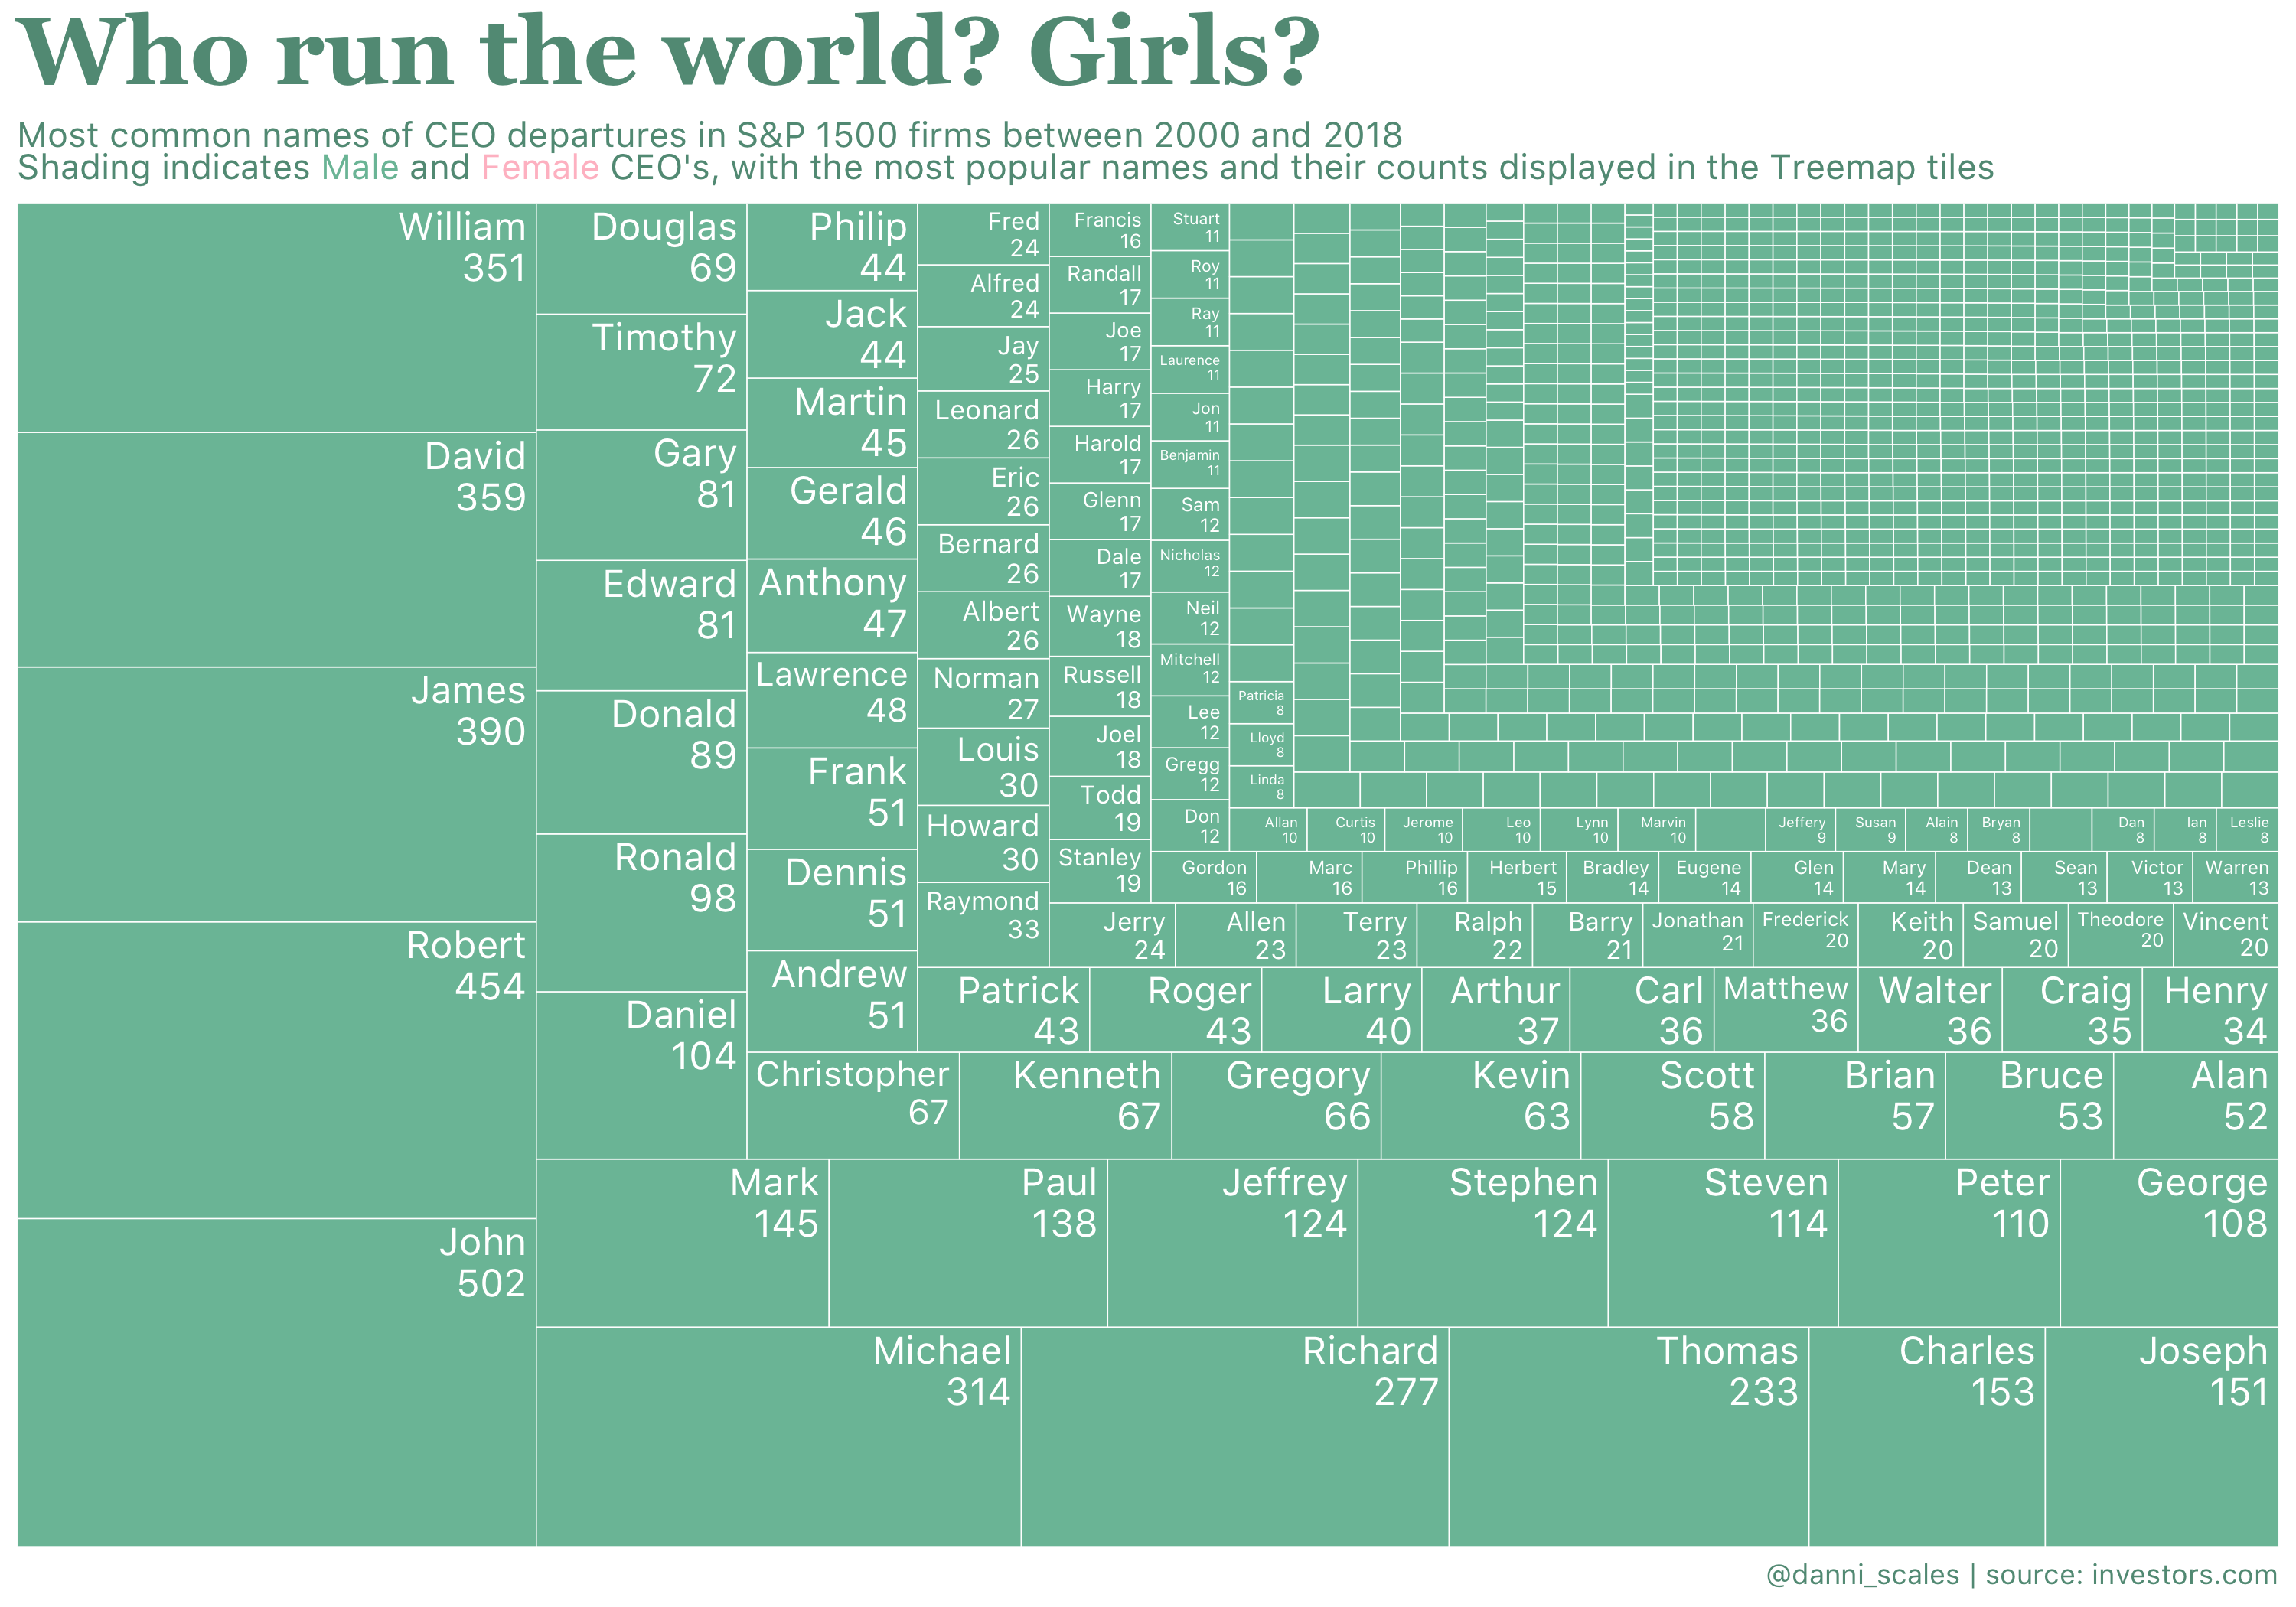 Who run the world? Girls?
Most common names of CEO departures in S&P 1500 firms between 2000 and 2018
Shading indicates Male and Female CEO's, with the most popular names and their counts displayed in the Treemap tiles
William
351
David
359
James
390
Robert
454
John
502
Douglas
69
Timothy
72
Gary
81
Edward
81
Donald
89
Ronald
98
Daniel
104
Philip
44
Jack
44
Martin
45
Gerald
46
Anthony
47
Lawrence
48
Frank
51
Dennis
51
Andrew
51
Fred
24
Alfred
24
Jay
25
Leonard
26
Eric
26
Bernard
26
Albert
26
Norman
27
Louis
30
Howard
30
Raymond
33
Francis
16
Randall
17
Joe
17
Harry
17
Harold
17
Glenn
17
Dale
17
Wayne
18
Russell
18
Joel
18
Todd
19
Stanley
19
Stuart
11
Roy
11
Ray
11
Laurence
11
Jon
11
Benjamin
11
Sam
12
Nicholas
12
Neil
12
Mitchell
12
Lee
12
Gregg
12
Don
12
Patricia
8
Lloyd
8
Linda
8
Allan
10
Curtis
10
Jerome
10
Leo
10
Lynn
10
Marvin
10
Jeffery
9
Susan
9
Alain
8
Bryan
8
Dan
8
Ian
8
Leslie
8
Gordon
16
Marc
16
Phillip
16
Herbert
15
Bradley
14
Eugene
14
Glen
14
Mary
14
Dean
13
Sean
13
Victor
13
Warren
13
Jerry
24
Allen
23
Terry
23
Ralph
22
Barry
21
Jonathan
21
Frederick
20
Keith
20
Samuel
20
Theodore
20
Vincent
20
Patrick
43
Roger
43
Larry
40
Arthur
37
Carl
36
Matthew
36
Walter
36
Craig
35
Henry
34
Christopher
67
Kenneth
67
Gregory
66
Kevin
63
Scott
58
Brian
57
Bruce
53
Alan
52
Mark
145
Paul
138
Jeffrey
124
Stephen
124
Steven
114
Peter
110
George
108
Michael
314
Richard
277
Thomas
233
Charles
153
Joseph
151
@danni_scales | source: investors.com